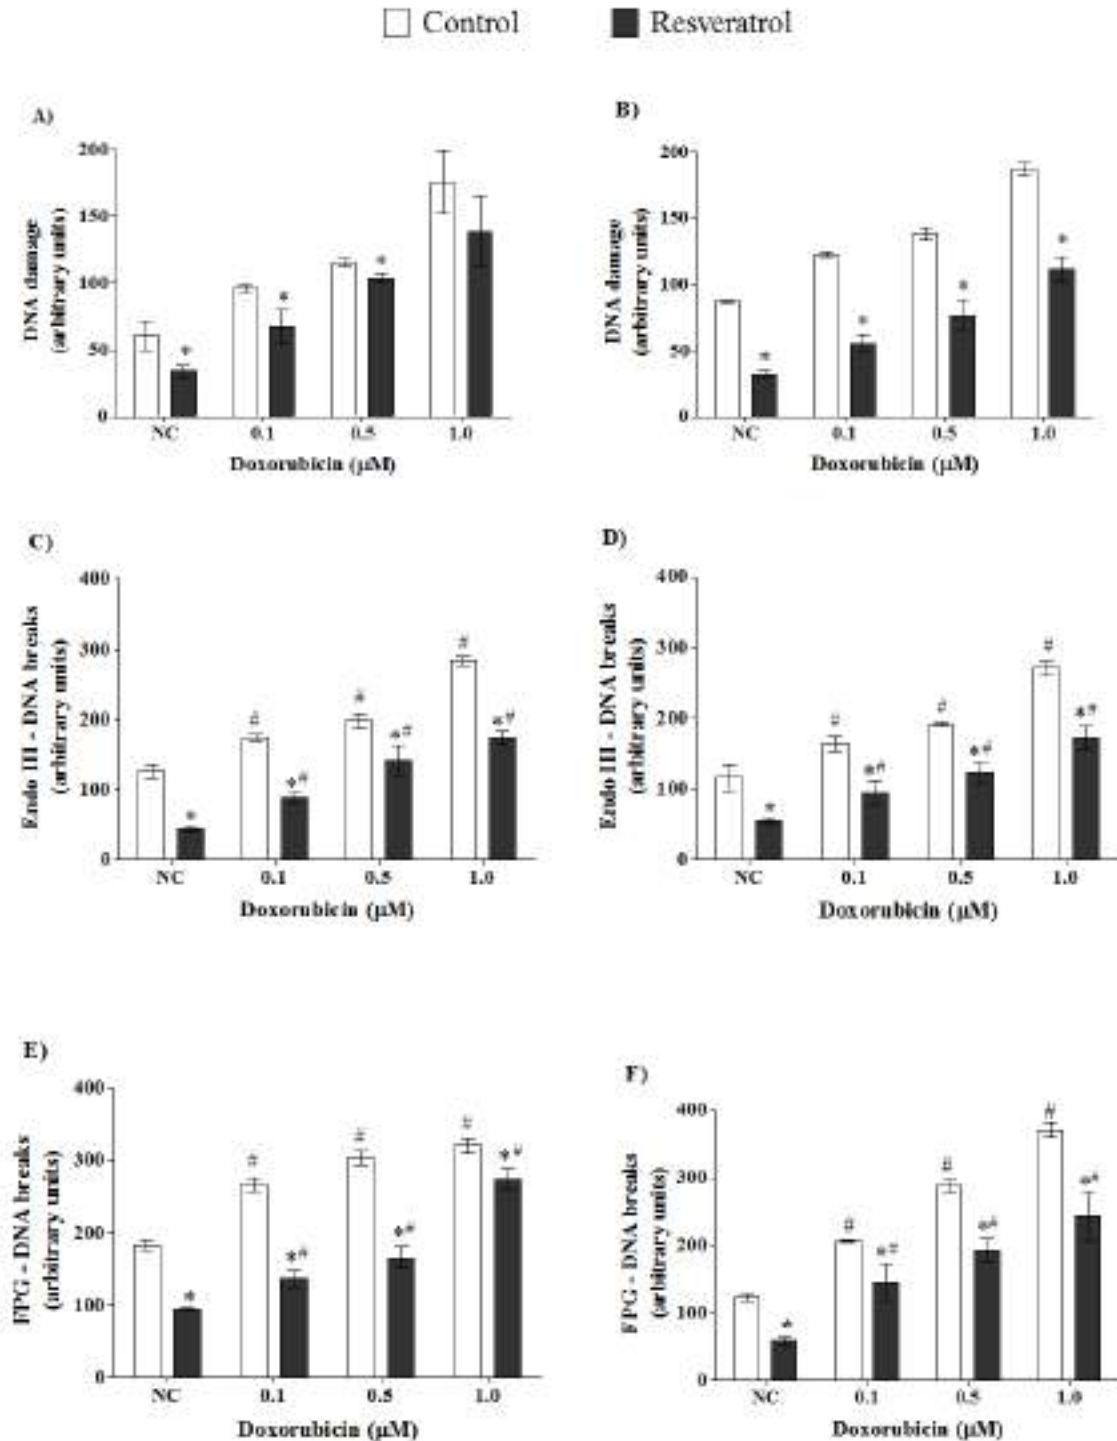 Control Resveratrol
A)
DNA damage
(arbitrary units)
200
150
100
50
0
*
*
*
NC 0.1 0.5 1.0
Doxorubicin (μM)
B)
DNA damage
(arbitrary units)
200
150
100
50
0
*
*
*
*
NC 0.1 0.5 1.0
Doxorubicin (μM)
C)
Endo III - DNA breaks
(arbitrary units)
400
300
200
100
0
*
#
*#
*#
#
*#
NC 0.1 0.5 1.0
Doxorubicin (μM)
D)
Endo III - DNA breaks
(arbitrary units)
400
300
200
100
0
*
#
*#
#
*#
#
*#
NC 0.1 0.5 1.0
Doxorubicin (μM)
E)
FPG - DNA breaks
(arbitrary units)
400
300
200
100
0
*
#
*#
#
*#
#
*#
NC 0.1 0.5 1.0
Doxorubicin (μM)
F)
FPG - DNA breaks
(arbitrary units)
400
300
200
100
0
*
#
*#
#
*#
#
NC 0.1 0.5 1.0
Doxorubicin (μM)